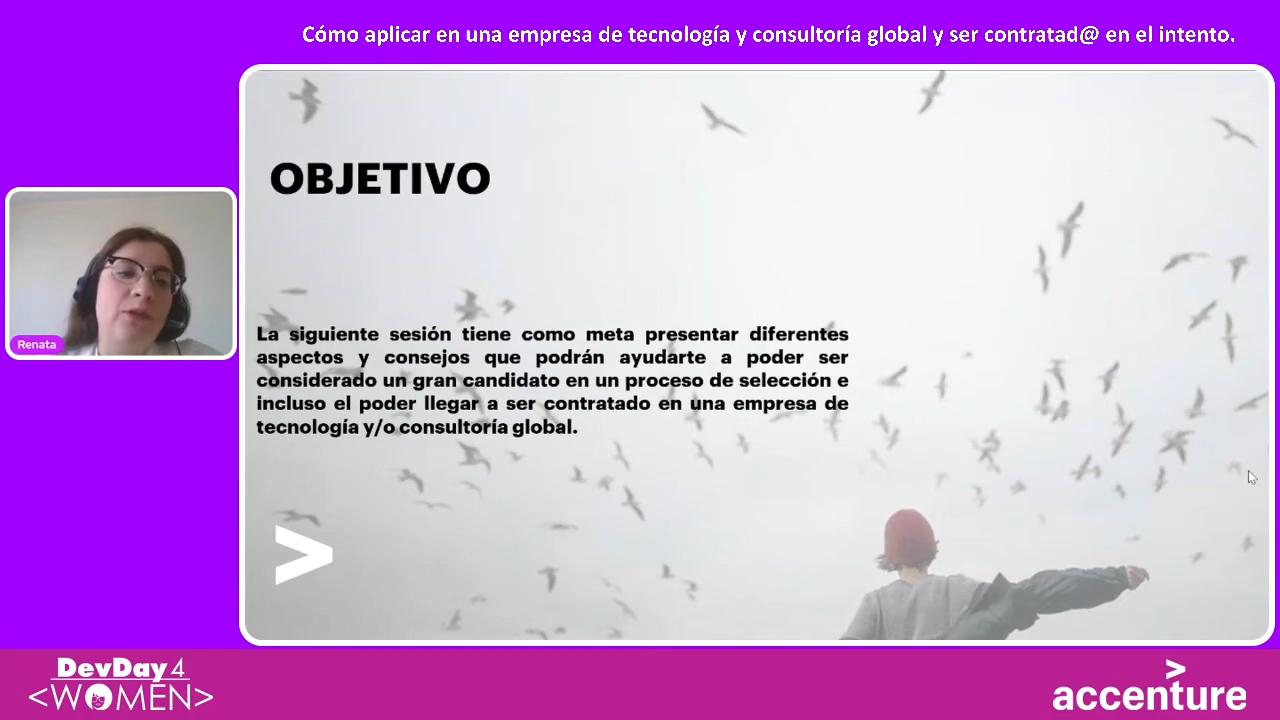 Cómo aplicar en una empresa de tecnología y consultoría global y ser contratad@ en el intento.
OBJETIVO
La siguiente sesión tiene como meta presentar diferentes
aspectos y consejos que podrán ayudarte a poder ser
considerado un gran candidato en un proceso de selección e
incluso el poder llegar a ser contratado en una empresa de
tecnología y/o consultoría global.
>
Renata
DevDay4
<WOMEN>
>
accenture